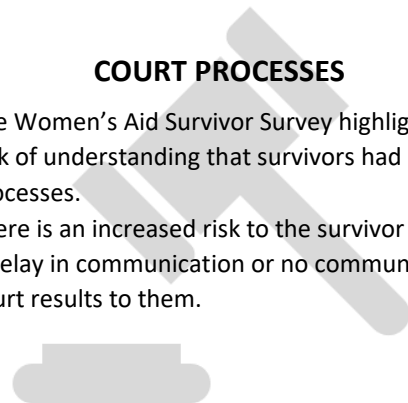 COURT PROCESSES
e Women's Aid Survivor Survey highlig
k of understanding that survivors had
ocesses.
ere is an increased risk to the survivor
elay in communication or no commun
urt results to them.